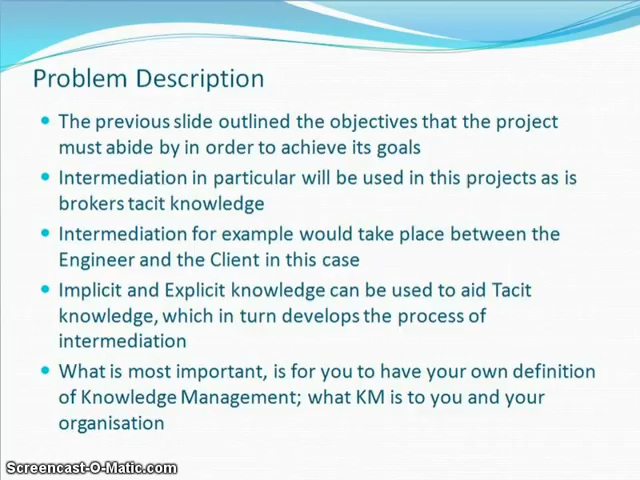 Problem Description
The previous slide outlined the objectives that the project
must abide by in order to achieve its goals
Intermediation in particular will be used in this projects as is
brokers tacit knowledge
Intermediation for example would take place between the
Engineer and the Client in this case
Implicit and Explicit knowledge can be used to aid Tacit
knowledge, which in turn develops the process of
intermediation
What is most important, is for you to have your own definition
of Knowledge Management; what KM is to you and your
organisation
Screencast-O-Matic.com